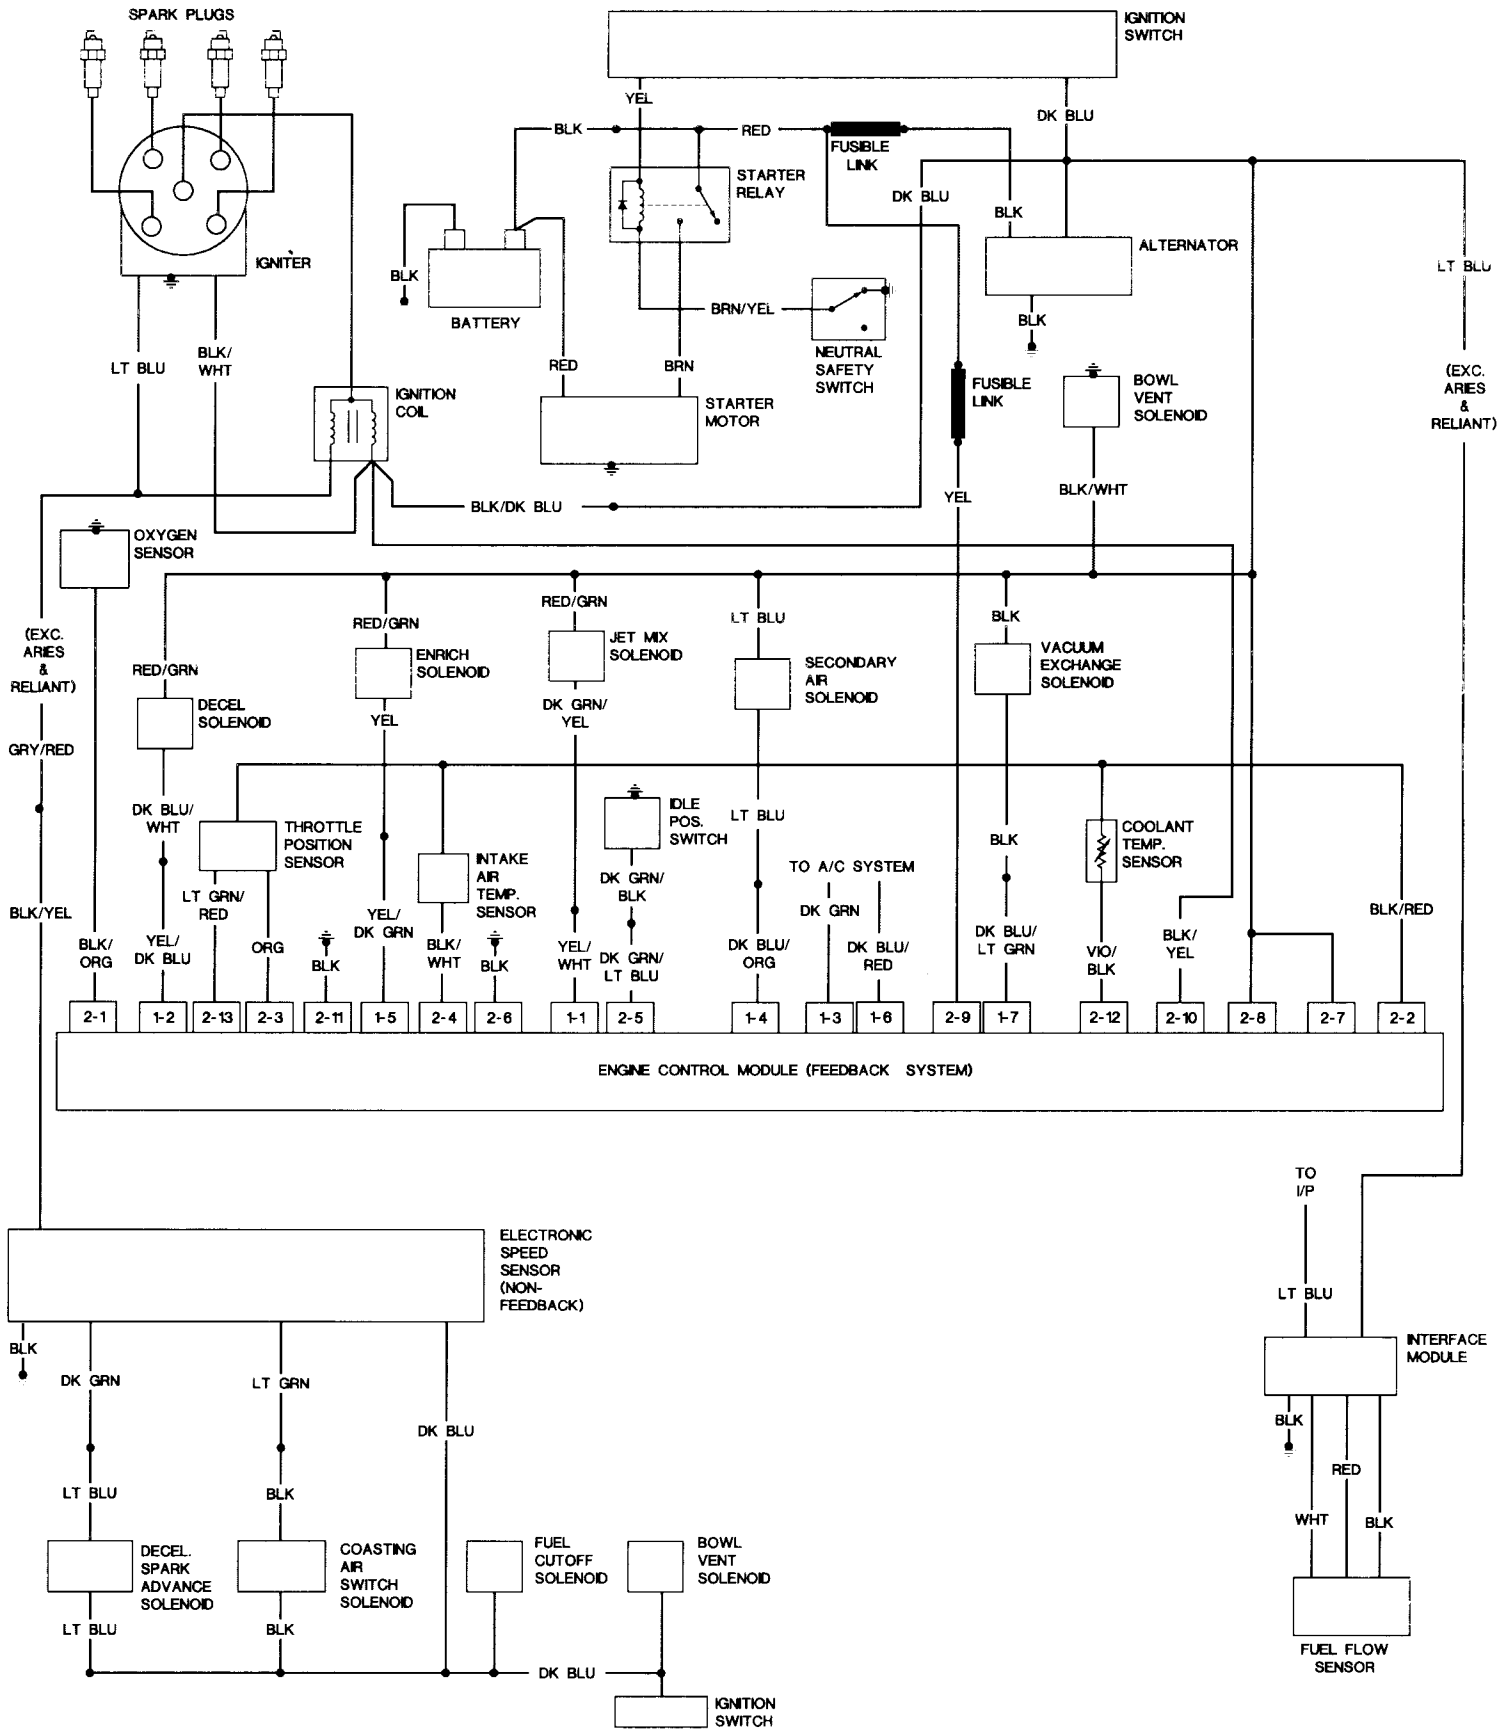 SPARK PLUGS
IGNITION
SWITCH
YEL
DK BLU
BLK
RED
FUSIBLE
LINK
STARTER
RELAY
DK BLU
BLK
IGNITER
BLK
ALTERNATOR
LT BLU
BATTERY
BRN/YEL
BLK
LT BLU
BLK/
WHT
RED
BRN
NEUTRAL
SAFETY
SWITCH
FUSIBLE
LINK
BOWL
VENT
SOLENOID
(EXC.
ARIES
&
RELIANT)
IGNITION
COIL
STARTER
MOTOR
BLK/DK BLU
YEL
BLK/WHT
OXYGEN
SENSOR
RED/GRN
RED/GRN
LT BLU
BLK
(EXC.
ARIES
&
RELIANT)
RED/GRN
ENRICH
SOLENOID
JET MIX
SOLENOID
SECONDARY
AIR
SOLENOID
VACUUM
EXCHANGE
SOLENOID
DECEL
SOLENOID
YEL
DK GRN/
YEL
GRY/RED
DK BLU/
WHT
THROTTLE
POSITION
SENSOR
IDLE
POS.
SWITCH
LT BLU
BLK
COOLANT
TEMP.
SENSOR
INTAKE
AIR
TEMP.
SENSOR
TO A/C SYSTEM
BLK/YEL
LT GRN/
RED
DK GRN/
BLK
DK GRN
BLK/RED
BLK/
ORG
YEL/
DK BLU
ORG
BLK
YEL/
DK GRN
BLK/
WHT
BLK
YEL/
WHT
DK GRN/
LT BLU
DK BLU/
ORG
DK BLU/
RED
DK BLU/
LT GRN
VIO/
BLK
BLK/
YEL
2-1
1-2
2-13
2-3
2-11
1-5
2-4
2-6
1-1
2-5
1-4
1-3
1-6
2-9
1-7
2-12
2-10
2-8
2-7
2-2
ENGINE CONTROL MODULE (FEEDBACK SYSTEM)
TO
I/P
ELECTRONIC
SPEED
SENSOR
(NON-
FEEDBACK)
LT BLU
BLK
DK GRN
LT GRN
DK BLU
INTERFACE
MODULE
BLK
RED
WHT
BLK
LT BLU
BLK
DECEL.
SPARK
ADVANCE
SOLENOID
COASTING
AIR
SWITCH
SOLENOID
FUEL
CUTOFF
SOLENOID
BOWL
VENT
SOLENOID
LT BLU
BLK
DK BLU
FUEL FLOW
SENSOR
IGNITION
SWITCH